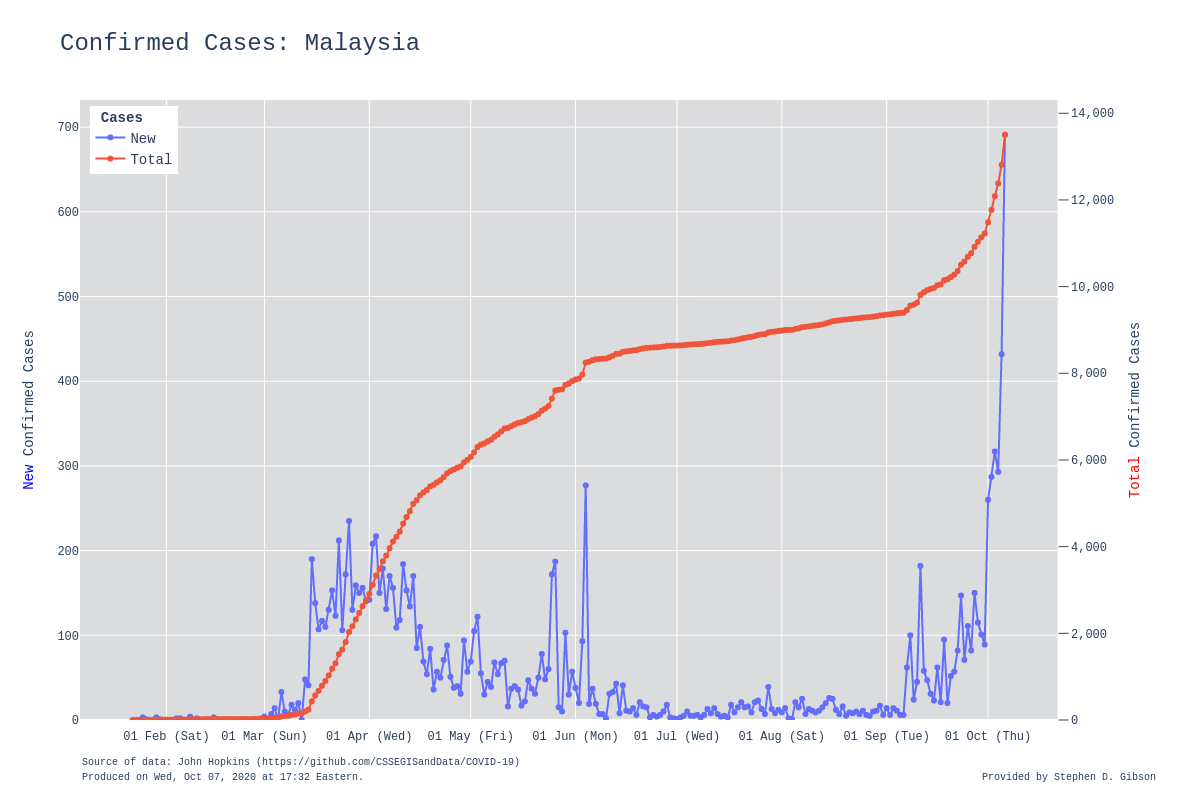 Confirmed Cases: Malaysia
Cases
New
Total
700
600
500
400
300
200
100
0
14,000
12,000
10,000
8,000
6,000
4,000
2,000
0
New Confirmed Cases
Total Confirmed Cases
01 Feb (Sat) 01 Mar (Sun) 01 Apr (Wed) 01 May (Fri) 01 Jun (Mon) 01 Jul (Wed) 01 Aug (Sat) 01 Sep (Tue) 01 Oct (Thu)
Source of data: John Hopkins (https://github.com/CSSEGISandData/COVID-19)
Produced on Wed, Oct 07, 2020 at 17:32 Eastern.
Provided by Stephen D. Gibson